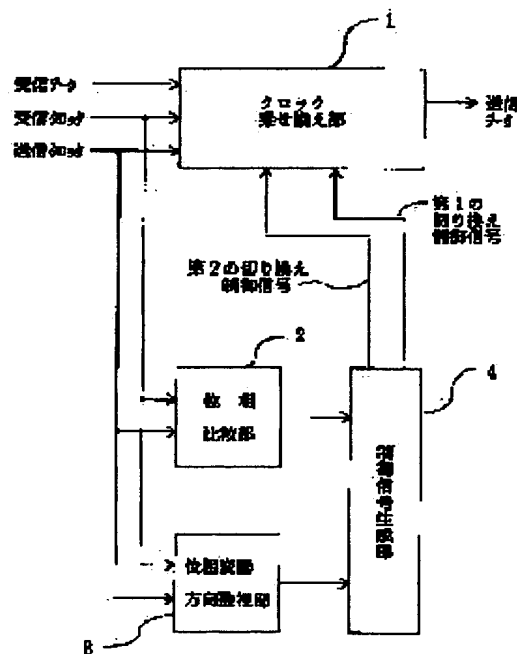 1
受信データ
受信クロック
送信クロック
クロック
乗せ換え部
送信
データ
第1の
切り換え
制御信号
第2の切り換え
制御信号
2
位 相
比較部
4
制御信号生成部
位相変動
方向監視部